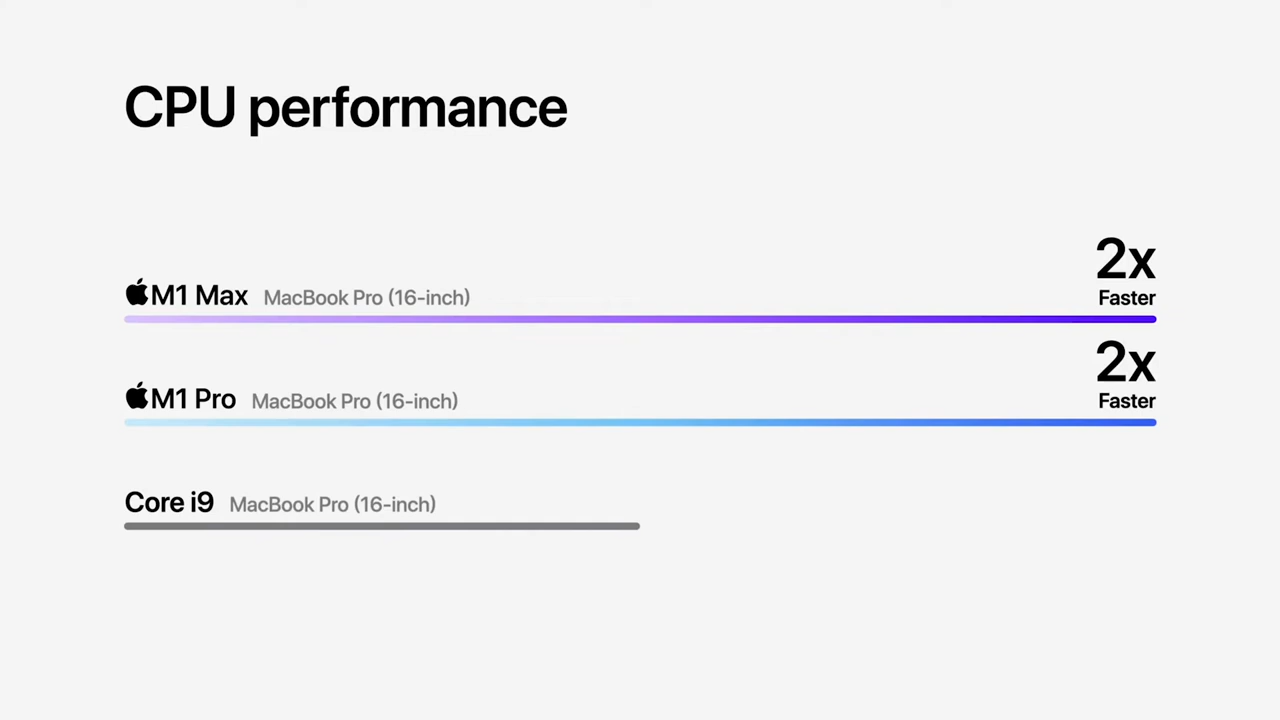 CPU performance
2x
M1 Max MacBook Pro (16-inch) Faster
2x
M1 Pro MacBook Pro (16-inch) Faster
Core i9 MacBook Pro (16-inch)